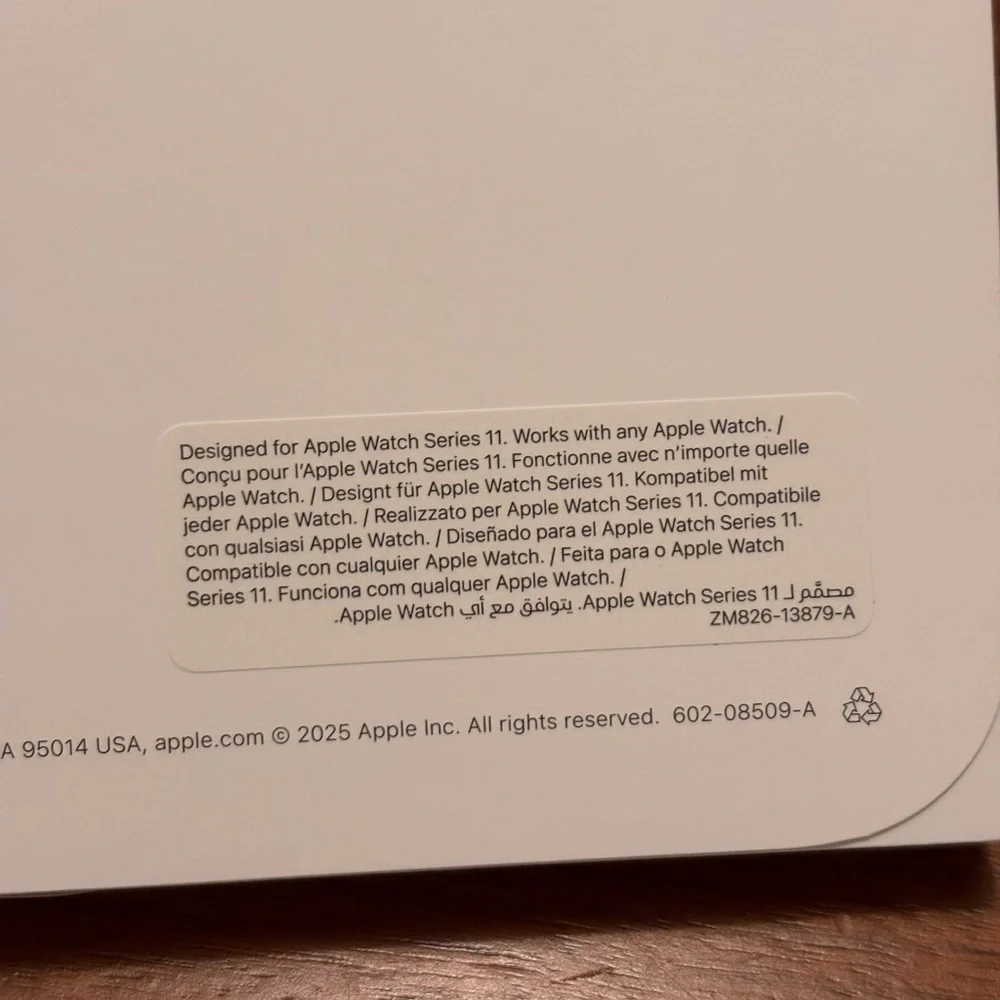 Designed for Apple Watch Series 11. Works with any Apple Watch. /
Conçu pour l’Apple Watch Series 11. Fonctionne avec n’importe quelle
Apple Watch. / Designt für Apple Watch Series 11. Kompatibel mit
jeder Apple Watch. / Realizzato per Apple Watch Series 11. Compatibile
con qualsiasi Apple Watch. / Diseñado para el Apple Watch Series 11.
Compatible con cualquier Apple Watch. / Feita para o Apple Watch
Series 11. Funciona com qualquer Apple Watch. /
مصمَّم لـ Apple Watch Series 11. يتوافق مع أي Apple Watch.
ZM826-13879-A
A 95014 USA, apple.com © 2025 Apple Inc. All rights reserved. 602-08509-A